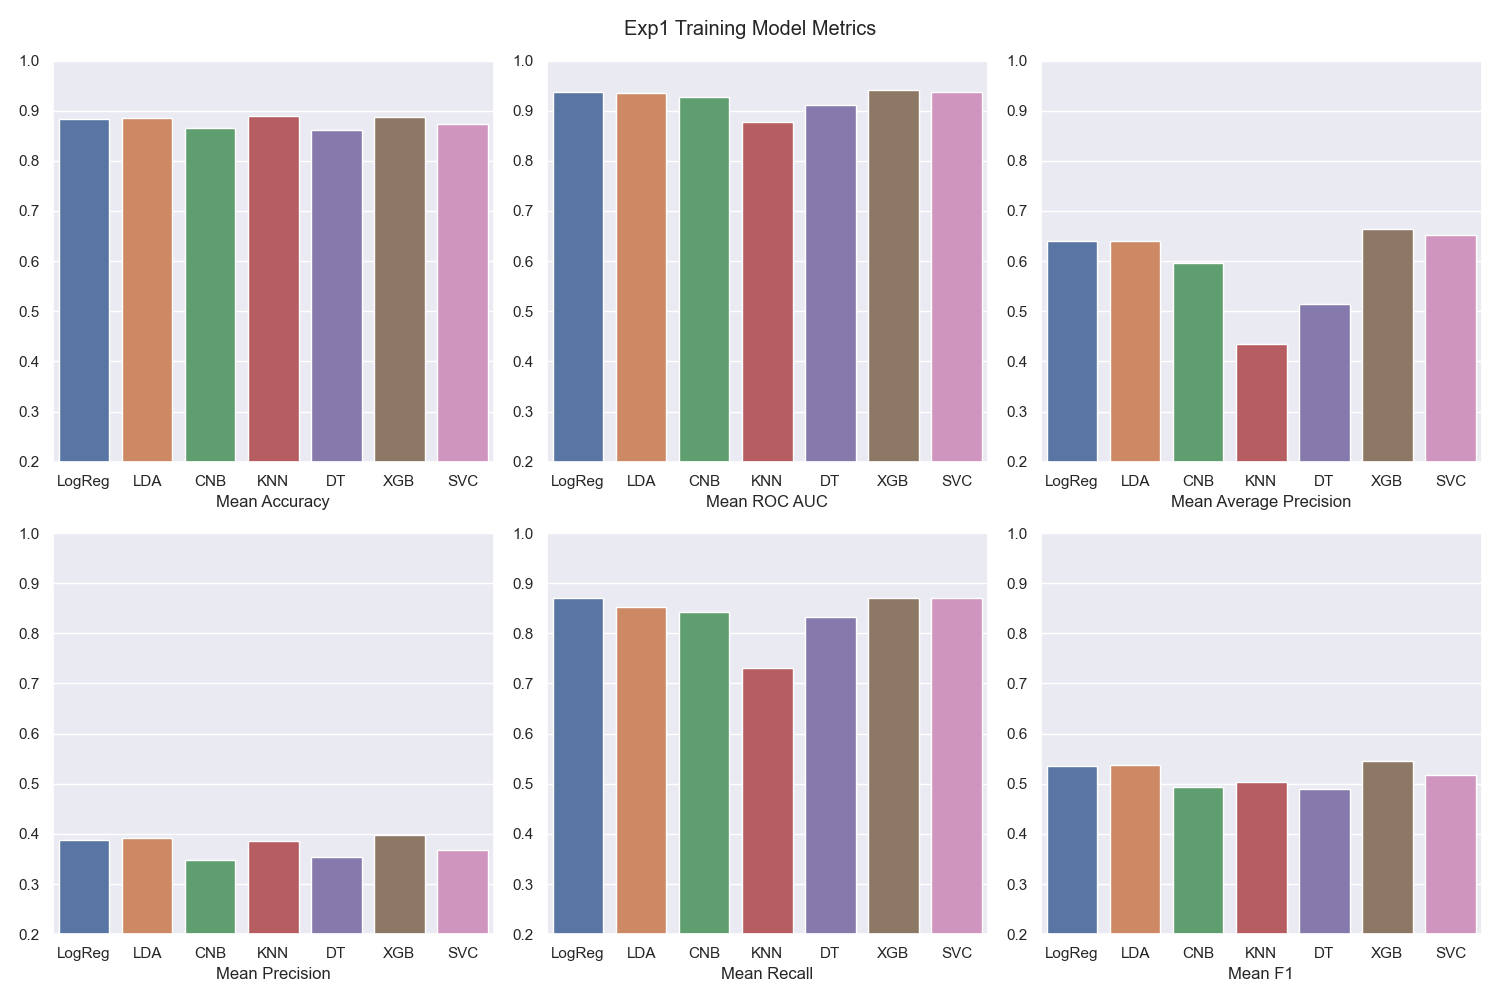 Exp1 Training Model Metrics
1.0 0.9 0.8 0.7 0.6 0.5 0.4 0.3 0.2
LogReg LDA CNB KNN DT XGB SVC
Mean Accuracy
1.0 0.9 0.8 0.7 0.6 0.5 0.4 0.3 0.2
LogReg LDA CNB KNN DT XGB SVC
Mean ROC AUC
1.0 0.9 0.8 0.7 0.6 0.5 0.4 0.3 0.2
LogReg LDA CNB KNN DT XGB SVC
Mean Average Precision
1.0 0.9 0.8 0.7 0.6 0.5 0.4 0.3 0.2
LogReg LDA CNB KNN DT XGB SVC
Mean Precision
1.0 0.9 0.8 0.7 0.6 0.5 0.4 0.3 0.2
LogReg LDA CNB KNN DT XGB SVC
Mean Recall
1.0 0.9 0.8 0.7 0.6 0.5 0.4 0.3 0.2
LogReg LDA CNB KNN DT XGB SVC
Mean F1